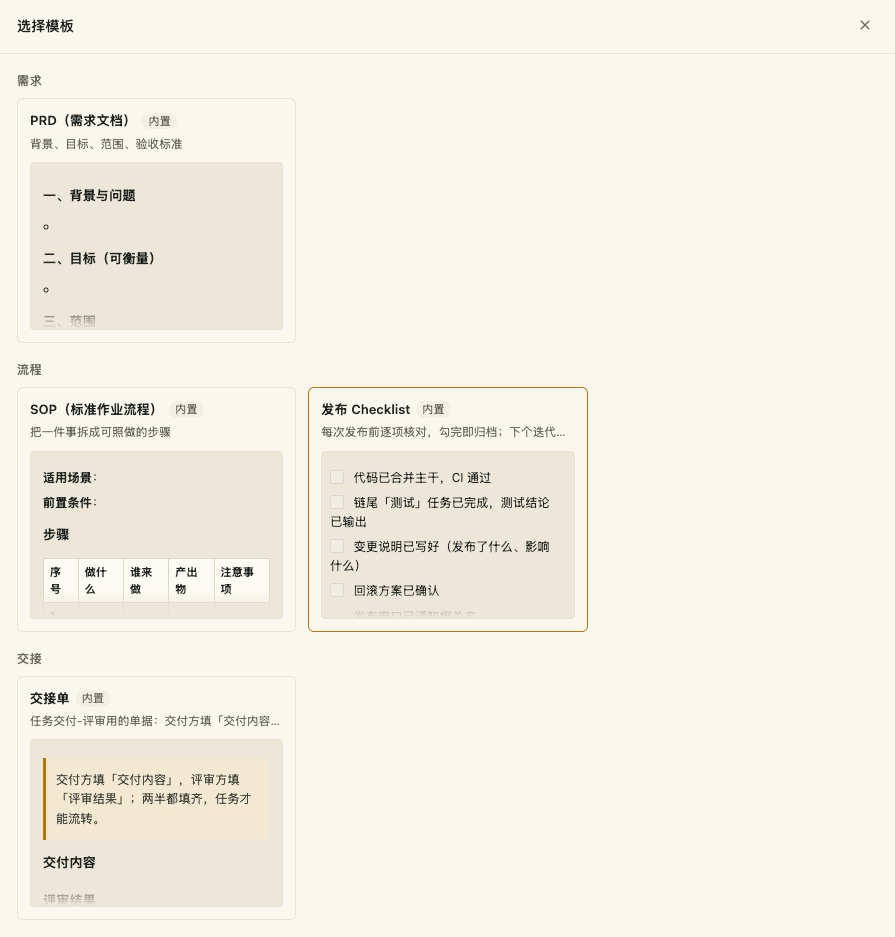 选择模板
需求
PRD（需求文档） 内置
背景、目标、范围、验收标准
一、背景与问题
二、目标（可衡量）
三、范围
流程
SOP（标准作业流程） 内置
把一件事拆成可照做的步骤
适用场景：
前置条件：
步骤
序号 做什么 谁来做 产出物 注意事项
1
发布 Checklist 内置
每次发布前逐项核对，勾完即归档；下个迭代...
代码已合并主干，CI 通过
链尾「测试」任务已完成，测试结论
已输出
变更说明已写好（发布了什么、影响
什么）
回滚方案已确认
交接
交接单 内置
任务交付-评审用的单据：交付方填「交付内容...
交付方填「交付内容」，评审方填
「评审结果」；两半都填齐，任务才
能流转。
交付内容
评审结果